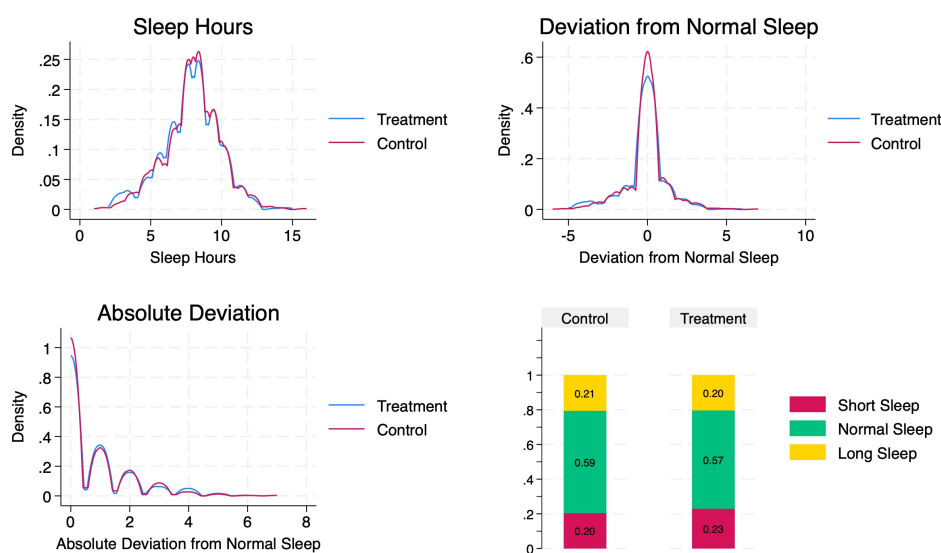 Sleep Hours
.25
.2
.15
.1
.05
0
Density
0 5 10 15
Sleep Hours
Treatment
Control
Deviation from Normal Sleep
.6
.4
.2
0
Density
-5 0 5 10
Deviation from Normal Sleep
Treatment
Control
Absolute Deviation
1
.8
.6
.4
.2
0
Density
0 2 4 6 8
Absolute Deviation from Normal Sleep
Treatment
Control
Control Treatment
1
.8
.6
.4
.2
0
0.21 0.20
0.59 0.57
0.20 0.23
Short Sleep
Normal Sleep
Long Sleep